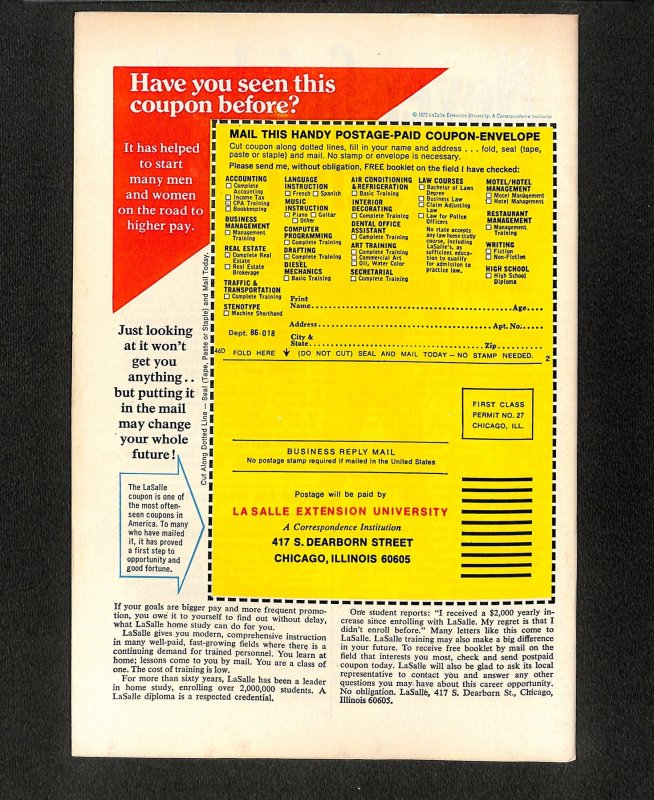 Have you seen this
coupon before?
© 1972 LaSalle Extension University, A Correspondence Institution
It has helped
to start
many men
and women
on the road to
higher pay.
Just looking
at it won't
get you
anything . .
but putting it
in the mail
may change
your whole
future!
The LaSalle
coupon is one of
the most often-
seen coupons in
America. To many
who have mailed
it, it has proved
a first step to
opportunity and
good fortune.
Cut Along Dotted Line — Seal (Tape, Paste or Staple) and Mail Today.
MAIL THIS HANDY POSTAGE-PAID COUPON-ENVELOPE
Cut coupon along dotted lines, fill in your name and address . . . fold, seal (tape,
paste or staple) and mail. No stamp or envelope is necessary.
Please send me, without obligation, FREE booklet on the field I have checked:
ACCOUNTING
Complete
Accounting
Income Tax
CPA Training
Bookkeeping
BUSINESS
MANAGEMENT
Management
Training
REAL ESTATE
Complete Real
Estate
Real Estate
Brokerage
TRAFFIC &
TRANSPORTATION
Complete Training
STENOTYPE
Machine Shorthand
LANGUAGE
INSTRUCTION
French Spanish
MUSIC
INSTRUCTION
Piano Guitar
Other
COMPUTER
PROGRAMMING
Complete Training
DRAFTING
Complete Training
DIESEL
MECHANICS
Basic Training
AIR CONDITIONING
& REFRIGERATION
Basic Training
INTERIOR
DECORATING
Complete Training
DENTAL OFFICE
ASSISTANT
Complete Training
ART TRAINING
Complete Training
Commercial Art
Oil, Water Color
SECRETARIAL
Complete Training
LAW COURSES
Bachelor of Laws
Degree
Business Law
Claim Adjusting
Law
Law for Police
Officers
No state accepts
any law home study
course, including
LaSalle's, as
sufficient educa-
tion to qualify
for admission to
practice law.
MOTEL/HOTEL
MANAGEMENT
Motel Management
Hotel Management
RESTAURANT
MANAGEMENT
Management
Training
WRITING
Fiction
Non-Fiction
HIGH SCHOOL
High School
Diploma
Print
Name.......... Age....
Address.......... Apt. No......
Dept. 86-018
City &
State.......... Zip..........
46D FOLD HERE (DO NOT CUT) SEAL AND MAIL TODAY — NO STAMP NEEDED. 2
FIRST CLASS
PERMIT NO. 27
CHICAGO, ILL.
BUSINESS REPLY MAIL
No postage stamp required if mailed in the United States
Postage will be paid by
LA SALLE EXTENSION UNIVERSITY
A Correspondence Institution
417 S. DEARBORN STREET
CHICAGO, ILLINOIS 60605
If your goals are bigger pay and more frequent promo-
tion, you owe it to yourself to find out without delay,
what LaSalle home study can do for you.
LaSalle gives you modern, comprehensive instruction
in many well-paid, fast-growing fields where there is a
continuing demand for trained personnel. You learn at
home; lessons come to you by mail. You are a class of
one. The cost of training is low.
For more than sixty years, LaSalle has been a leader
in home study, enrolling over 2,000,000 students. A
LaSalle diploma is a respected credential.
One student reports: "I received a $2,000 yearly in-
crease since enrolling with LaSalle. My regret is that I
didn't enroll before." Many letters like this come to
LaSalle. LaSalle training may also make a big difference
in your future. To receive free booklet by mail on the
field that interests you most, check and send postpaid
coupon today. LaSalle will also be glad to ask its local
representative to contact you and answer any other
questions you may have about this career opportunity.
No obligation. LaSalle, 417 S. Dearborn St., Chicago,
Illinois 60605.